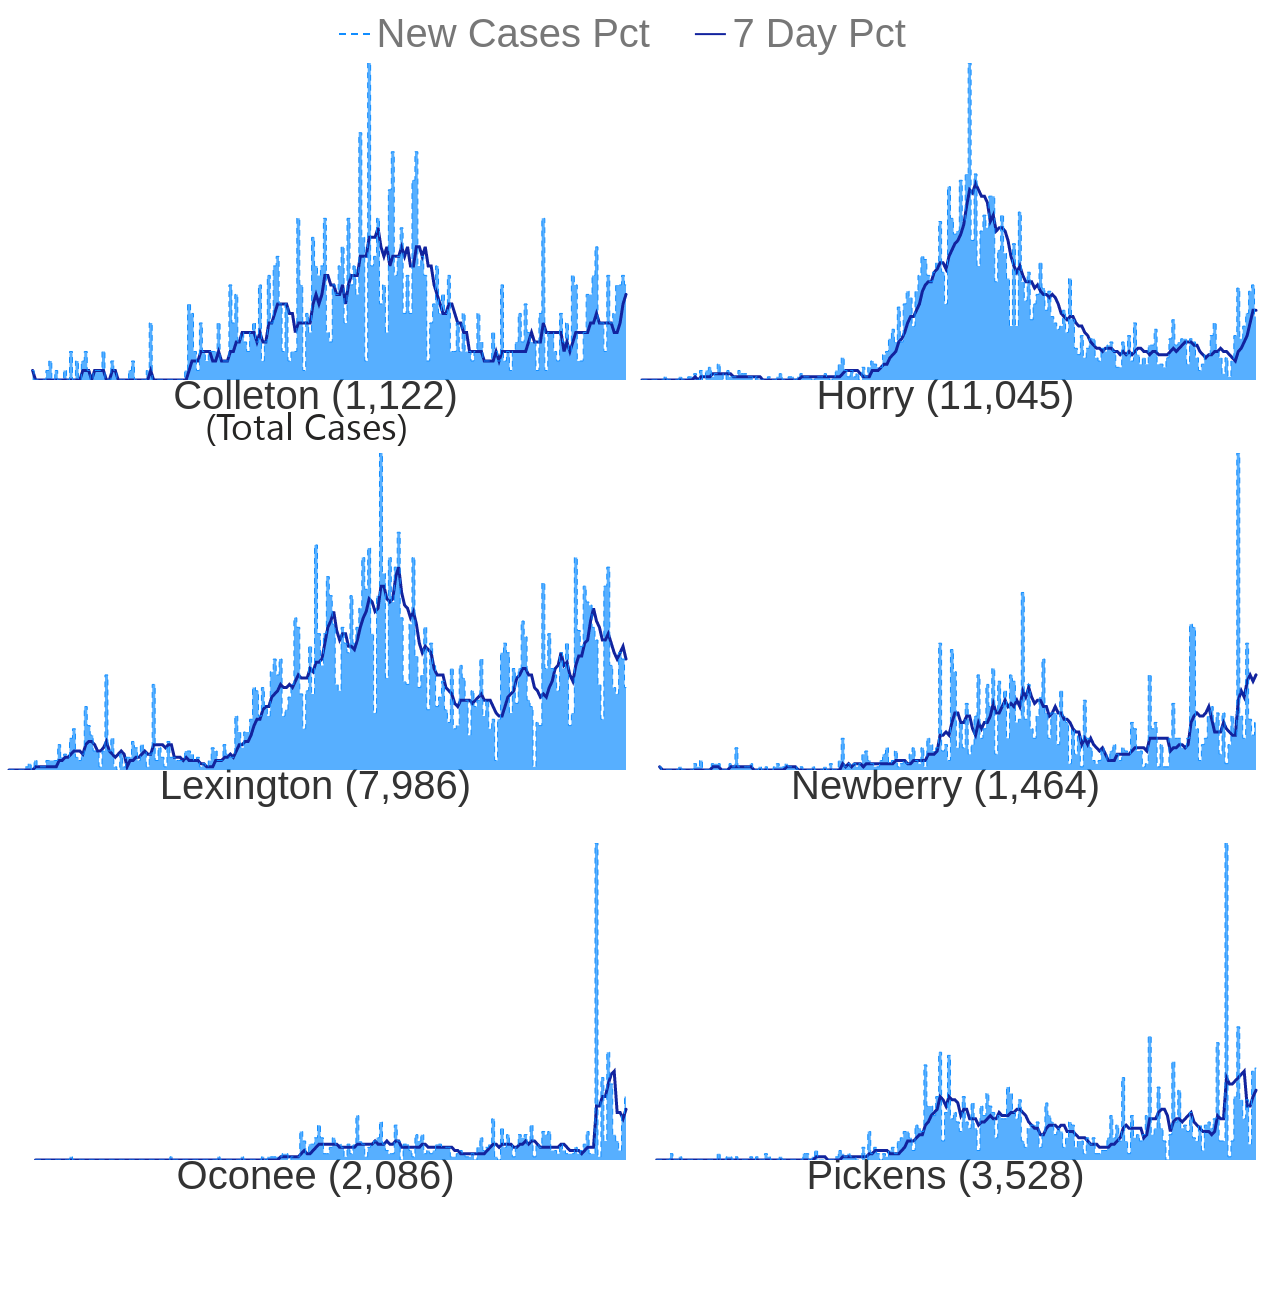 New Cases Pct 7 Day Pct
Colleton (1,122) Horry (11,045)
(Total Cases)
Lexington (7,986) Newberry (1,464)
Oconee (2,086) Pickens (3,528)